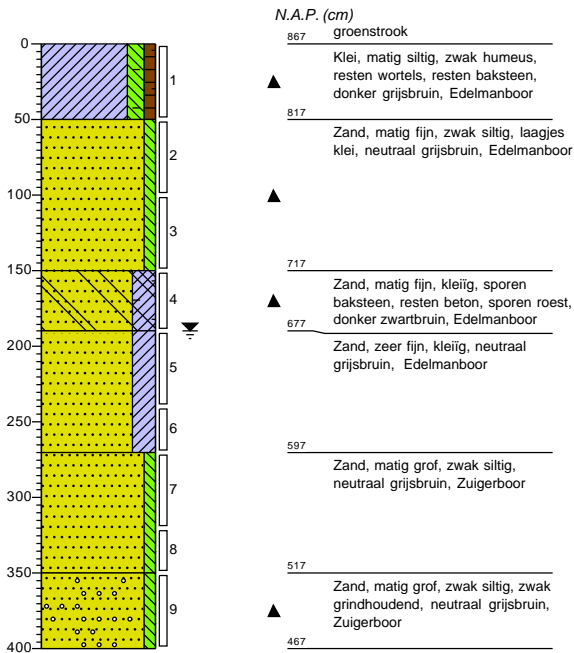 N.A.P. (cm)
0
867
groenstrook
Klei, matig siltig, zwak humeus,
resten wortels, resten baksteen,
donker grijsbruin, Edelmanboor
1
50
817
Zand, matig fijn, zwak siltig, laagjes
klei, neutraal grijsbruin, Edelmanboor
2
100
3
150
717
Zand, matig fijn, kleiïg, sporen
baksteen, resten beton, sporen roest,
donker zwartbruin, Edelmanboor
4
677
Zand, zeer fijn, kleiïg, neutraal
grijsbruin, Edelmanboor
200
5
250
6
597
Zand, matig grof, zwak siltig,
neutraal grijsbruin, Zuigerboor
7
300
8
350
517
Zand, matig grof, zwak siltig, zwak
grindhoudend, neutraal grijsbruin,
Zuigerboor
9
400
467